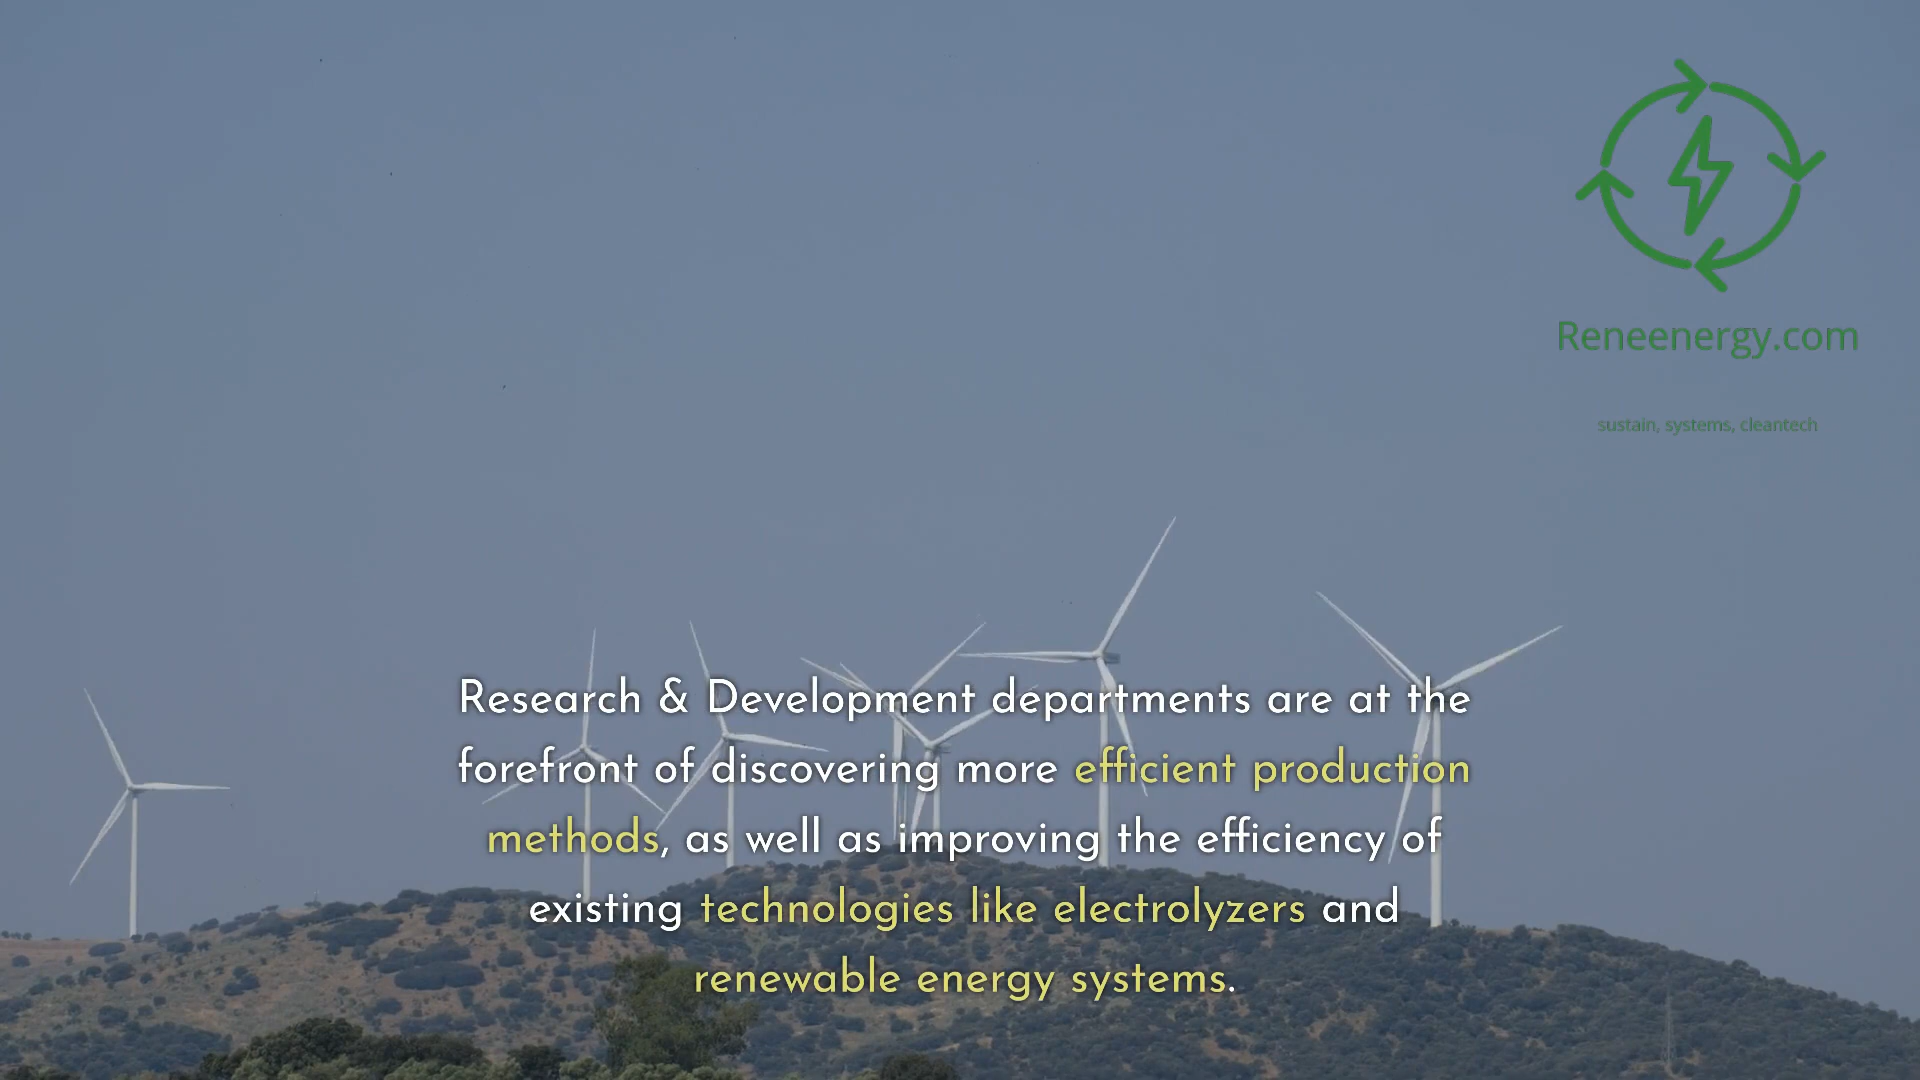 Reneenergy.com
sustain, systems, cleantech
Research & Development departments are at the
forefront of discovering more efficient production
methods, as well as improving the efficiency of
existing technologies like electrolyzers and
renewable energy systems.